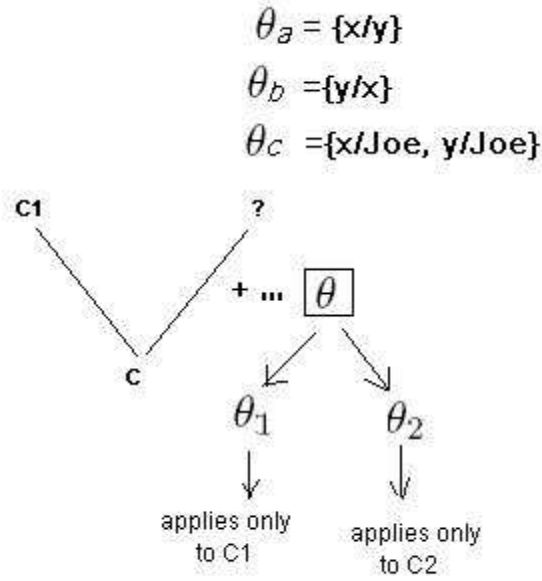 θa = {x/y}
θb ={y/x}
θc ={x/Joe, y/Joe}
C1 ?
+ ... θ
C
θ1 θ2
applies only
to C1
applies only
to C2